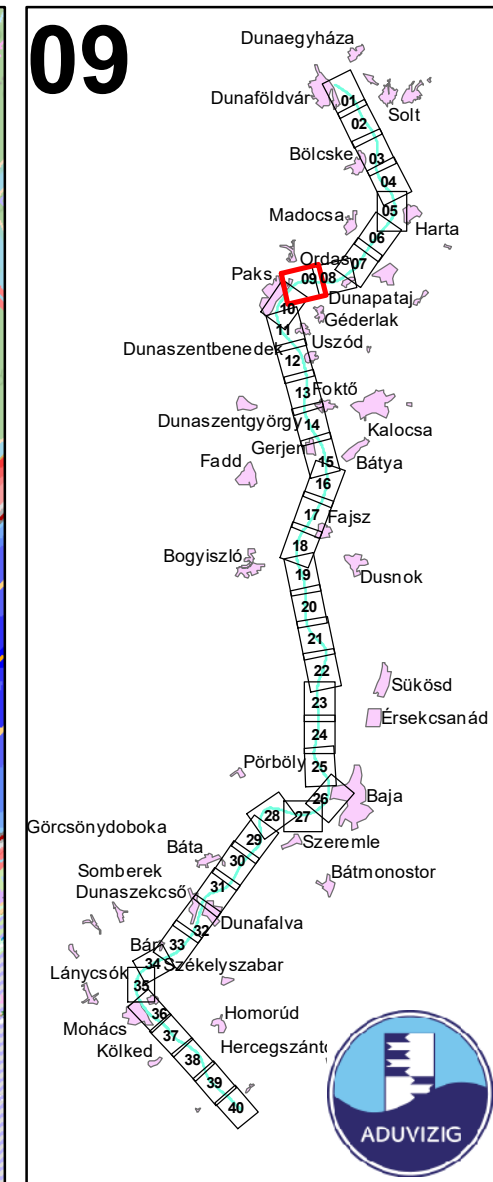 09
Dunaegyháza
Dunaföldvár
01
Solt
02
Bölcske
03
04
05
Madocsa
Harta
06
Ordas
07
Paks
09
08
Dunapataj
10
Géderlak
11
Uszód
Dunaszentbenedek
12
13
Foktő
Dunaszentgyörgy
14
Kalocsa
Gerjen
Bátya
Fadd
15
16
17
Fajsz
18
Bogyiszló
19
Dusnok
20
21
22
Sükösd
23
Érsekcsanád
24
Pörböly
25
26
Baja
28
27
Görcsönydoboka
29
Szeremle
Báta
30
Somberek
Bátmonostor
Dunaszekcső
31
Dunafalva
32
Bár
33
34
Székelyszabar
Lánycsók
35
36
Homorúd
Mohács
37
Kölked
Hercegszántó
38
39
40
ADUVIZIG